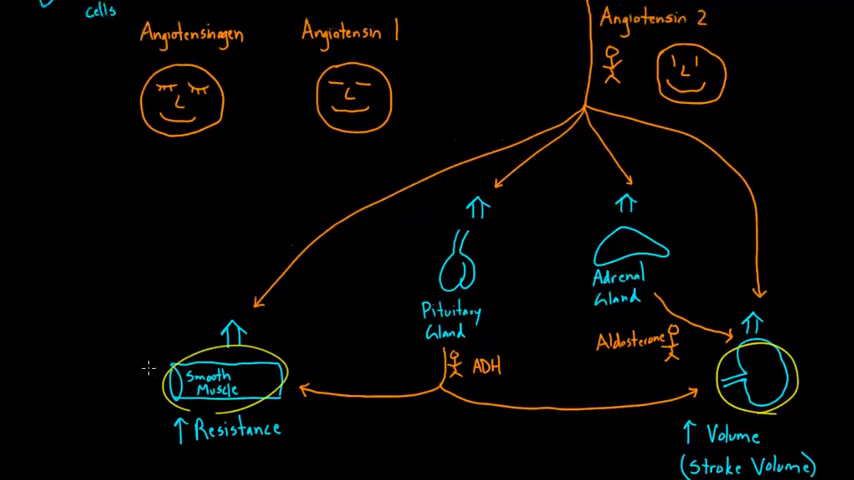 cells
Angiotensinogen
Angiotensin 1
Angiotensin 2
Pituitary
Gland
Adrenal
Gland
Aldosterone
ADH
Smooth
Muscle
↑ Resistance
↑ Volume
(Stroke Volume)